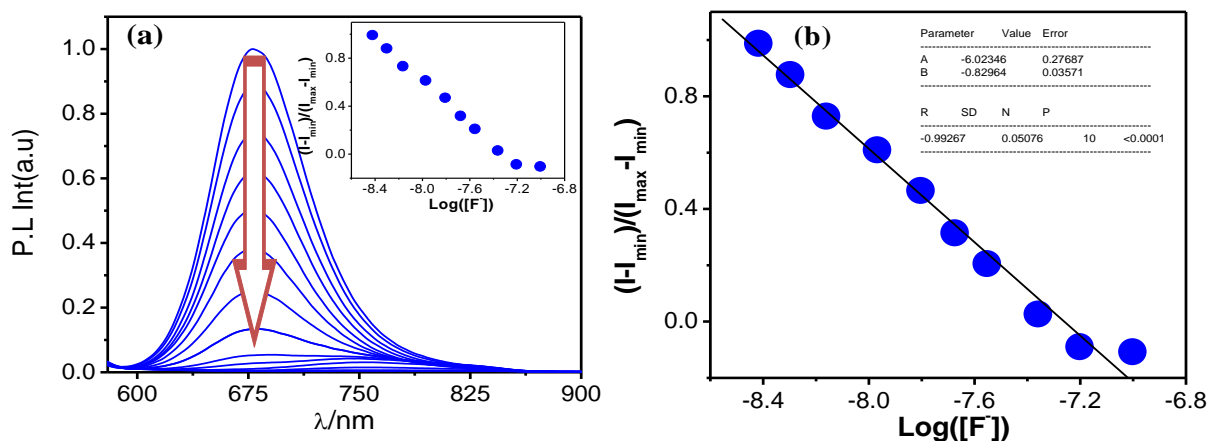 (a)
P.L Int(a.u)
1.0
0.8
0.6
0.4
0.2
0.0
600 675 750 825 900
λ/nm
(I-Imin)/(Imax-Imin)
1.0
0.8
0.4
0.0
-8.4 -8.0 -7.6 -7.2 -6.8
Log([F-])
(b)
Parameter Value Error
A -6.02346 0.27687
B -0.82964 0.03571
R SD N P
-0.99267 0.05076 10 <0.0001
(I-Imin)/(Imax-Imin)
0.8
0.4
0.0
-8.4 -8.0 -7.6 -7.2 -6.8
Log([F-])